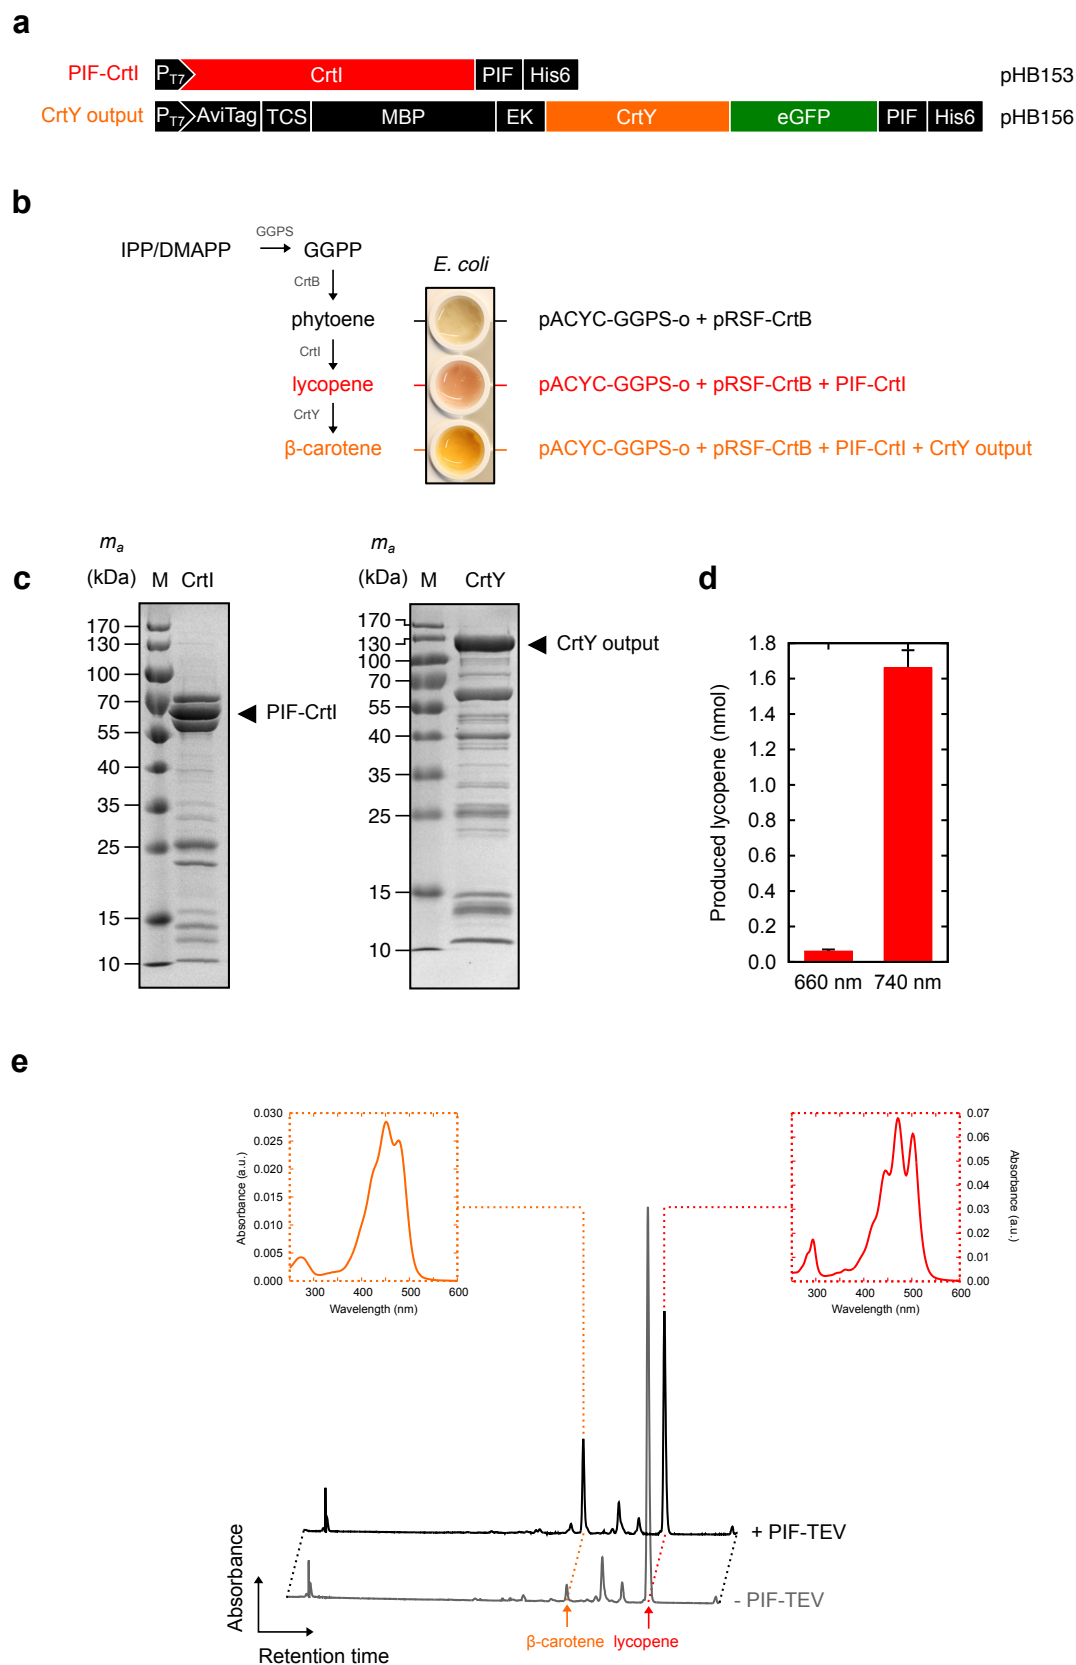 a
PIF-CrtI PT7 CrtI PIF His6 pHB153
CrtY output PT7 AviTag TCS MBP EK CrtY eGFP PIF His6 pHB156
b
IPP/DMAPP GGPS GGPP
E. coli
CrtB
phytoene pACYC-GGPS-o + pRSF-CrtB
CrtI
lycopene pACYC-GGPS-o + pRSF-CrtB + PIF-CrtI
CrtY
β-carotene pACYC-GGPS-o + pRSF-CrtB + PIF-CrtI + CrtY output
c
ma
(kDa) M CrtI
170
130
100
70
55
40
35
25
15
10
PIF-CrtI
ma
(kDa) M CrtY
170
130
100
70
55
40
35
25
15
10
CrtY output
d
Produced lycopene (nmol)
1.8
1.6
1.4
1.2
1.0
0.8
0.6
0.4
0.2
0.0
660 nm 740 nm
e
Absorbance (a.u.)
0.030
0.025
0.020
0.015
0.010
0.005
0.000
300 400 500 600
Wavelength (nm)
0.07
0.06
0.05
0.04
0.03
0.02
0.01
0.00
Absorbance (a.u.)
300 400 500 600
Wavelength (nm)
+ PIF-TEV
- PIF-TEV
Absorbance
Retention time
β-carotene lycopene